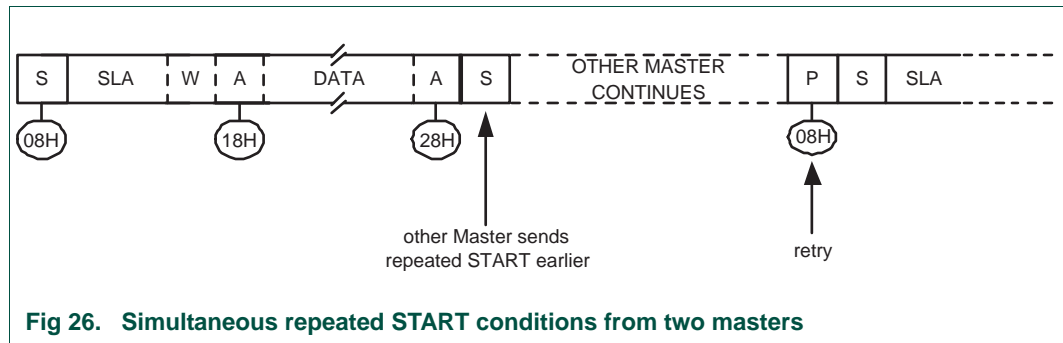 S SLA W A DATA A S OTHER MASTER CONTINUES P S SLA
08H 18H 28H 08H
other Master sends
repeated START earlier
retry
Fig 26. Simultaneous repeated START conditions from two masters